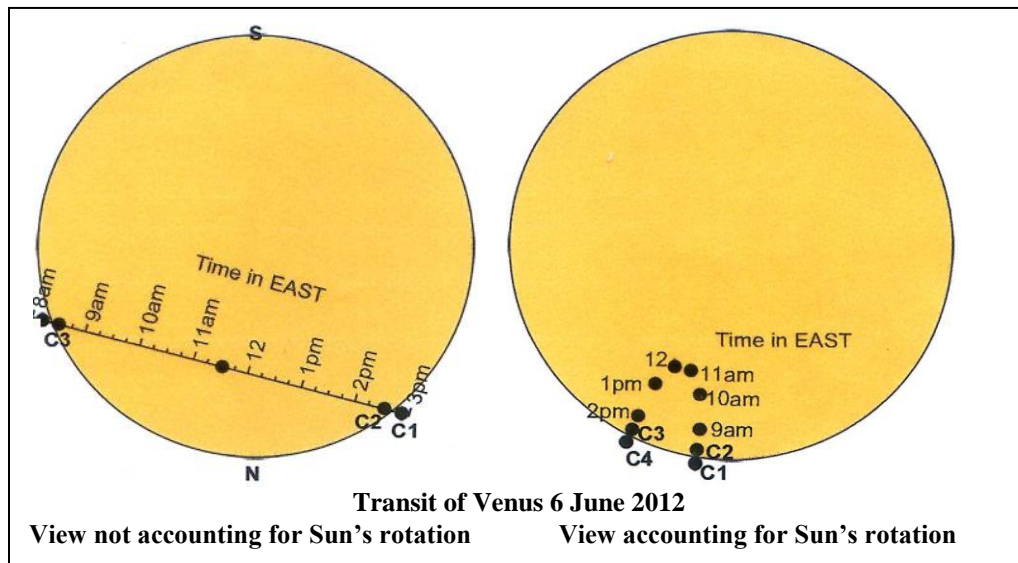 S
Time in EAST
8am
9am
10am
11am
12
1pm
2pm
3pm
C3
C2
C1
N
Time in EAST
12
11am
1pm
10am
2pm
9am
C3
C2
C4
C1
Transit of Venus 6 June 2012
View not accounting for Sun's rotation
View accounting for Sun's rotation